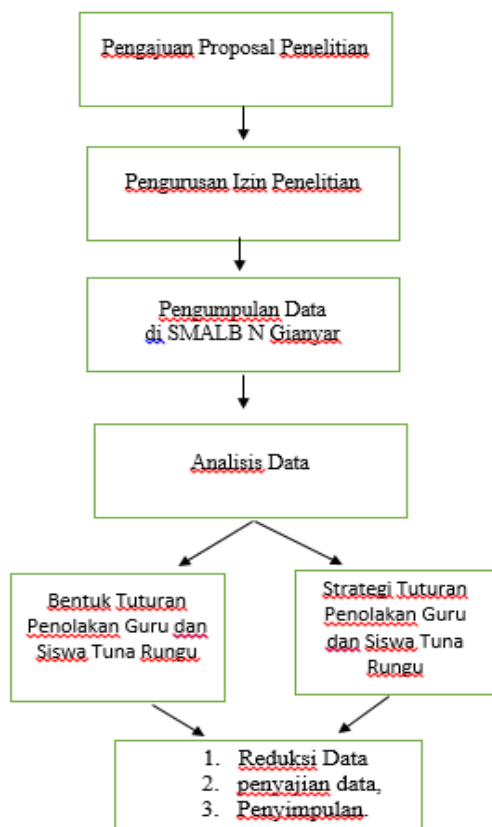 Pengajuan Proposal Penelitian
Pengurusan Izin Penelitian
Pengumpulan Data
di SMALB N Gianyar
Analisis Data
Bentuk Tuturan
Penolakan Guru dan
Siswa Tuna Rungu
Strategi Tuturan
Penolakan Guru
dan Siswa Tuna
Rungu
1. Reduksi Data
2. penyajian data,
3. Penyimpulan.